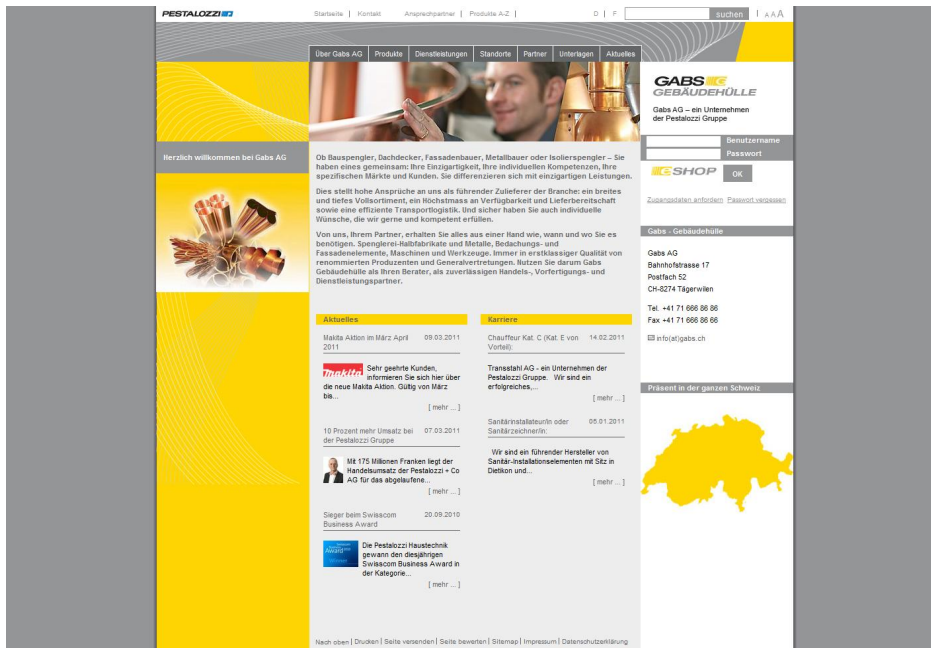 PESTALOZZI
Startseite | Kontakt Ansprechpartner | Produkte A-Z |
D | F suchen | A A A
Über Gabs AG Produkte Dienstleistungen Standorte Partner Unterlagen Aktuelles
Herzlich willkommen bei Gabs AG
Ob Bauspengler, Dachdecker, Fassadenbauer, Metallbauer oder Isolierspengler – Sie
haben eines gemeinsam: Ihre Einzigartigkeit, Ihre individuellen Kompetenzen, Ihre
spezifischen Märkte und Kunden. Sie differenzieren sich mit einzigartigen Leistungen.
Dies stellt hohe Ansprüche an uns als führender Zulieferer der Branche: ein breites
und tiefes Vollsortiment, ein Höchstmass an Verfügbarkeit und Lieferbereitschaft
sowie eine effiziente Transportlogistik. Und sicher haben Sie auch individuelle
Wünsche, die wir gerne und kompetent erfüllen.
Von uns, Ihrem Partner, erhalten Sie alles aus einer Hand wie, wann und wo Sie es
benötigen. Spenglerei-Halbfabrikate und Metalle, Bedachungs- und
Fassadenelemente, Maschinen und Werkzeuge. Immer in erstklassiger Qualität von
renommierten Produzenten und Generalvertretungen. Nutzen Sie darum Gabs
Gebäudehülle als Ihren Berater, als zuverlässigen Handels-, Vorfertigungs- und
Dienstleistungspartner.
Aktuelles
Makita Aktion im März April 09.03.2011
2011
makita
Sehr geehrte Kunden,
informieren Sie sich hier über
die neue Makita Aktion. Gültig von März
bis...
[ mehr ... ]
10 Prozent mehr Umsatz bei 07.03.2011
der Pestalozzi Gruppe
Mit 175 Millionen Franken liegt der
Handelsumsatz der Pestalozzi + Co
AG für das abgelaufene...
[ mehr ... ]
Sieger beim Swisscom 20.09.2010
Business Award
Award
Die Pestalozzi Haustechnik
gewann den diesjährigen
Swisscom Business Award in
der Kategorie...
[ mehr ... ]
Karriere
Chauffeur Kat. C (Kat. E von 14.02.2011
Vorteil):
Transstahl AG - ein Unternehmen der
Pestalozzi Gruppe. Wir sind ein
erfolgreiches,...
[ mehr ... ]
Sanitärinstallateur/in oder 05.01.2011
Sanitärzeichner/in:
Wir sind ein führender Hersteller von
Sanitär-Installationselementen mit Sitz in
Dietikon und...
[ mehr ... ]
GABS G
GEBÄUDEHÜLLE
Gabs AG – ein Unternehmen
der Pestalozzi Gruppe
Benutzername
Passwort
G SHOP OK
Zugangsdaten anfordern Passwort vergessen
Gabs - Gebäudehülle
Gabs AG
Bahnhofstrasse 17
Postfach 52
CH-8274 Tägerwilen
Tel. +41 71 666 86 86
Fax +41 71 666 86 66
info(at)gabs.ch
Präsent in der ganzen Schweiz
Nach oben | Drucken | Seite versenden | Seite bewerten | Sitemap | Impressum | Datenschutzerklärung